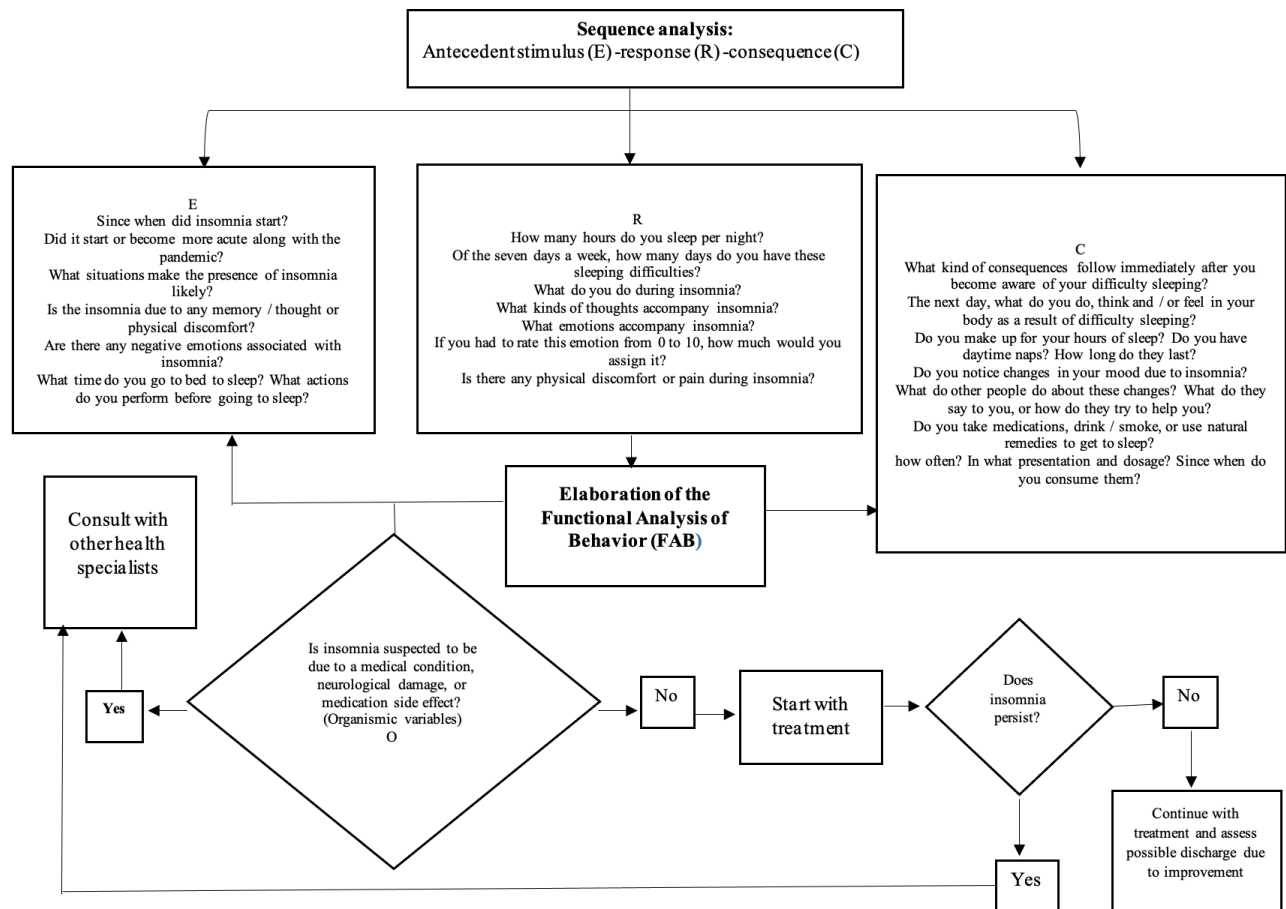 Sequence analysis:
Antecedent stimulus (E) -response (R) -consequence (C)
E
Since when did insomnia start?
Did it start or become more acute along with the
pandemic?
What situations make the presence of insomnia
likely?
Is the insomnia due to any memory / thought or
physical discomfort?
Are there any negative emotions associated with
insomnia?
What time do you go to bed to sleep? What actions
do you perform before going to sleep?
R
How many hours do you sleep per night?
Of the seven days a week, how many days do you have these
sleeping difficulties?
What do you do during insomnia?
What kinds of thoughts accompany insomnia?
What emotions accompany insomnia?
If you had to rate this emotion from 0 to 10, how much would you
assign it?
Is there any physical discomfort or pain during insomnia?
C
What kind of consequences follow immediately after you
become aware of your difficulty sleeping?
The next day, what do you do, think and / or feel in your
body as a result of difficulty sleeping?
Do you make up for your hours of sleep? Do you have
daytime naps? How long do they last?
Do you notice changes in your mood due to insomnia?
What do other people do about these changes? What do they
say to you, or how do they try to help you?
Do you take medications, drink / smoke, or use natural
remedies to get to sleep?
how often? In what presentation and dosage? Since when do
you consume them?
Elaboration of the
Functional Analysis of
Behavior (FAB)
Consult with
other health
specialists
Is insomnia suspected to be
due to a medical condition,
neurological damage, or
medication side effect?
(Organismic variables)
O
Yes
No
Start with
treatment
Does
insomnia
persist?
No
Continue with
treatment and assess
possible discharge due
to improvement
Yes